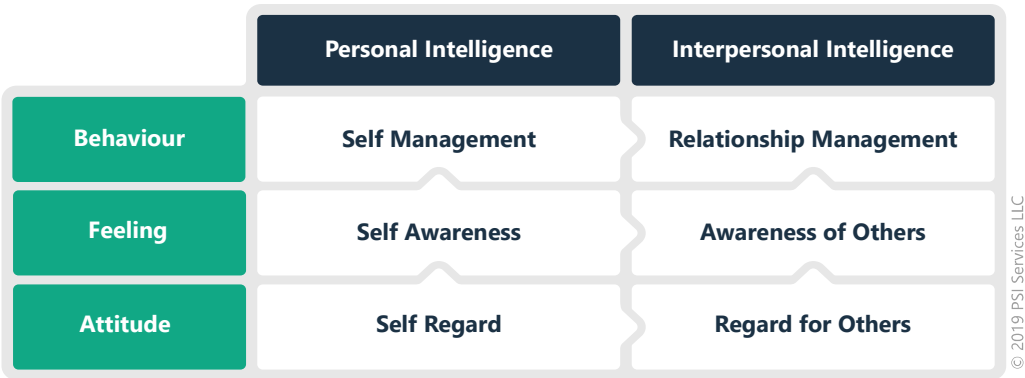 Personal Intelligence
Interpersonal Intelligence
Behaviour
Self Management
Relationship Management
Feeling
Self Awareness
Awareness of Others
Attitude
Self Regard
Regard for Others
© 2019 PSI Services LLC